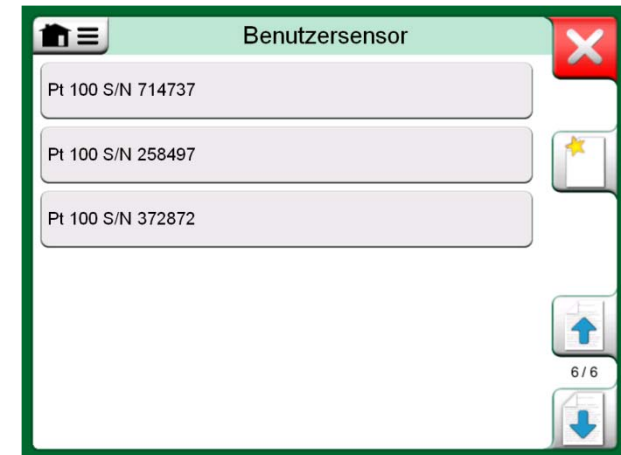 Benutzersensor
Pt 100 S/N 714737
Pt 100 S/N 258497
Pt 100 S/N 372872
6 / 6